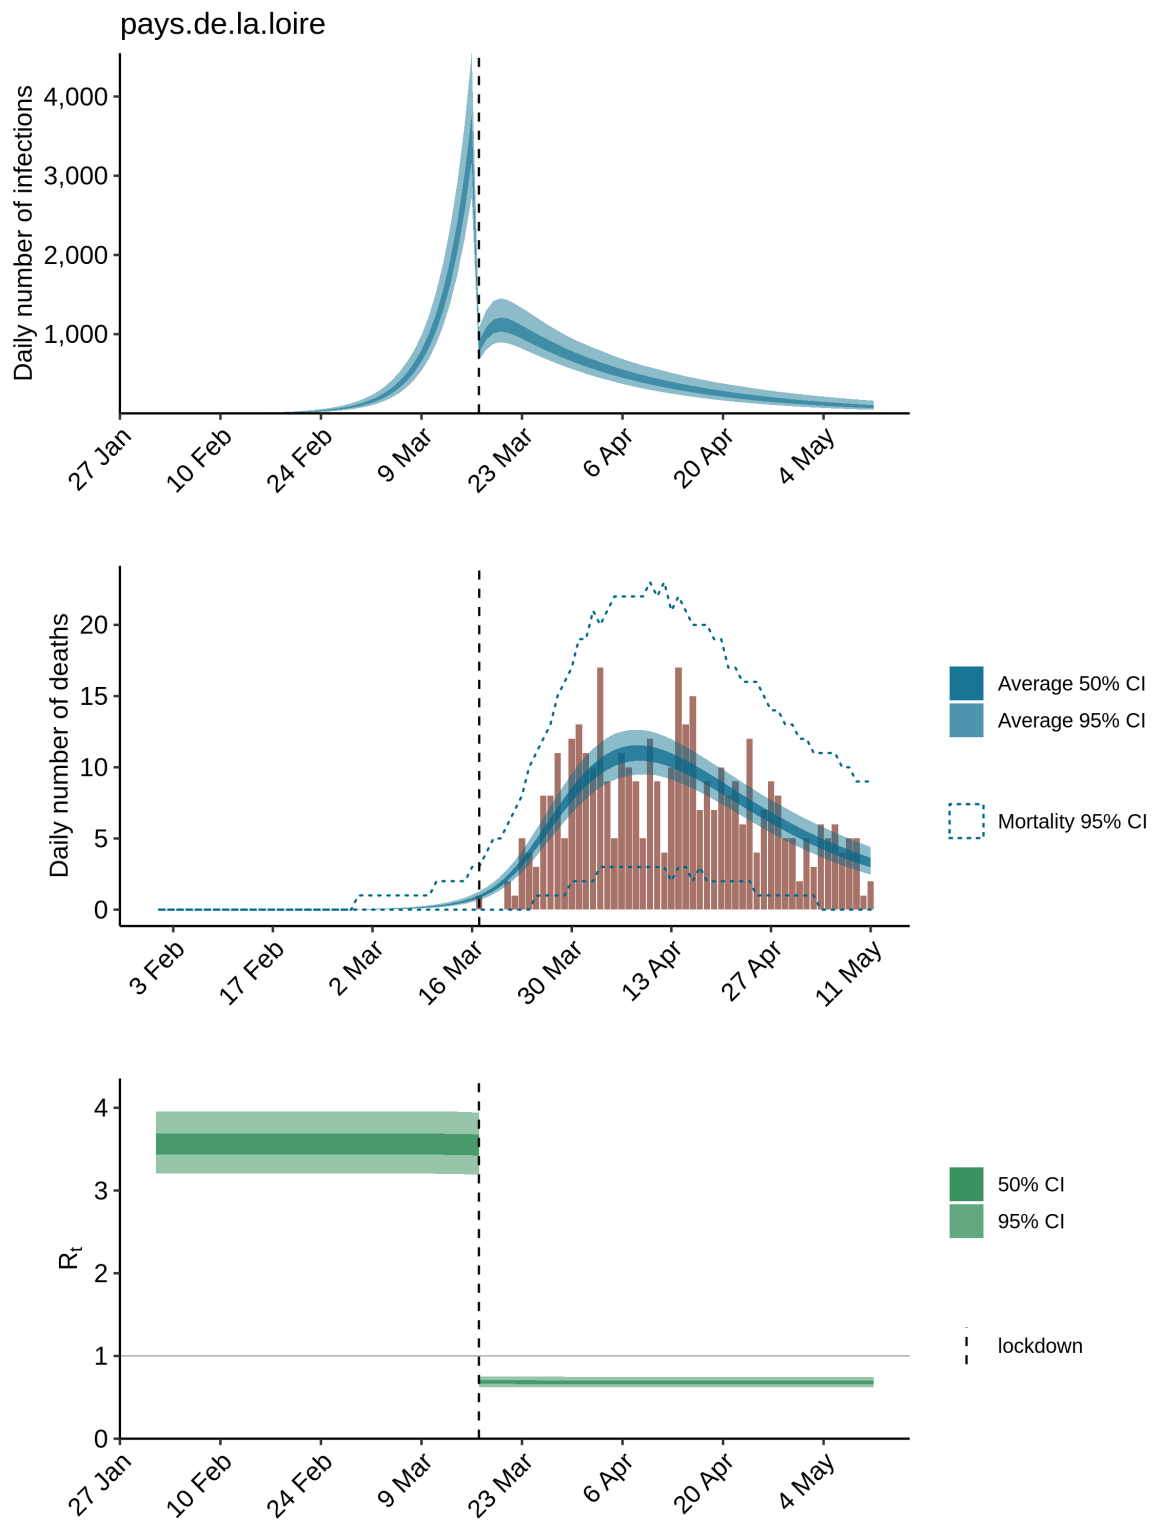 pays.de.la.loire
Daily number of infections
4,000
3,000
2,000
1,000
27 Jan
10 Feb
24 Feb
9 Mar
23 Mar
6 Apr
20 Apr
4 May
Daily number of deaths
20
15
10
5
0
3 Feb
17 Feb
2 Mar
16 Mar
30 Mar
13 Apr
27 Apr
11 May
Average 50% CI
Average 95% CI
Mortality 95% CI
Rt
4
3
2
1
0
27 Jan
10 Feb
24 Feb
9 Mar
23 Mar
6 Apr
20 Apr
4 May
50% CI
95% CI
lockdown